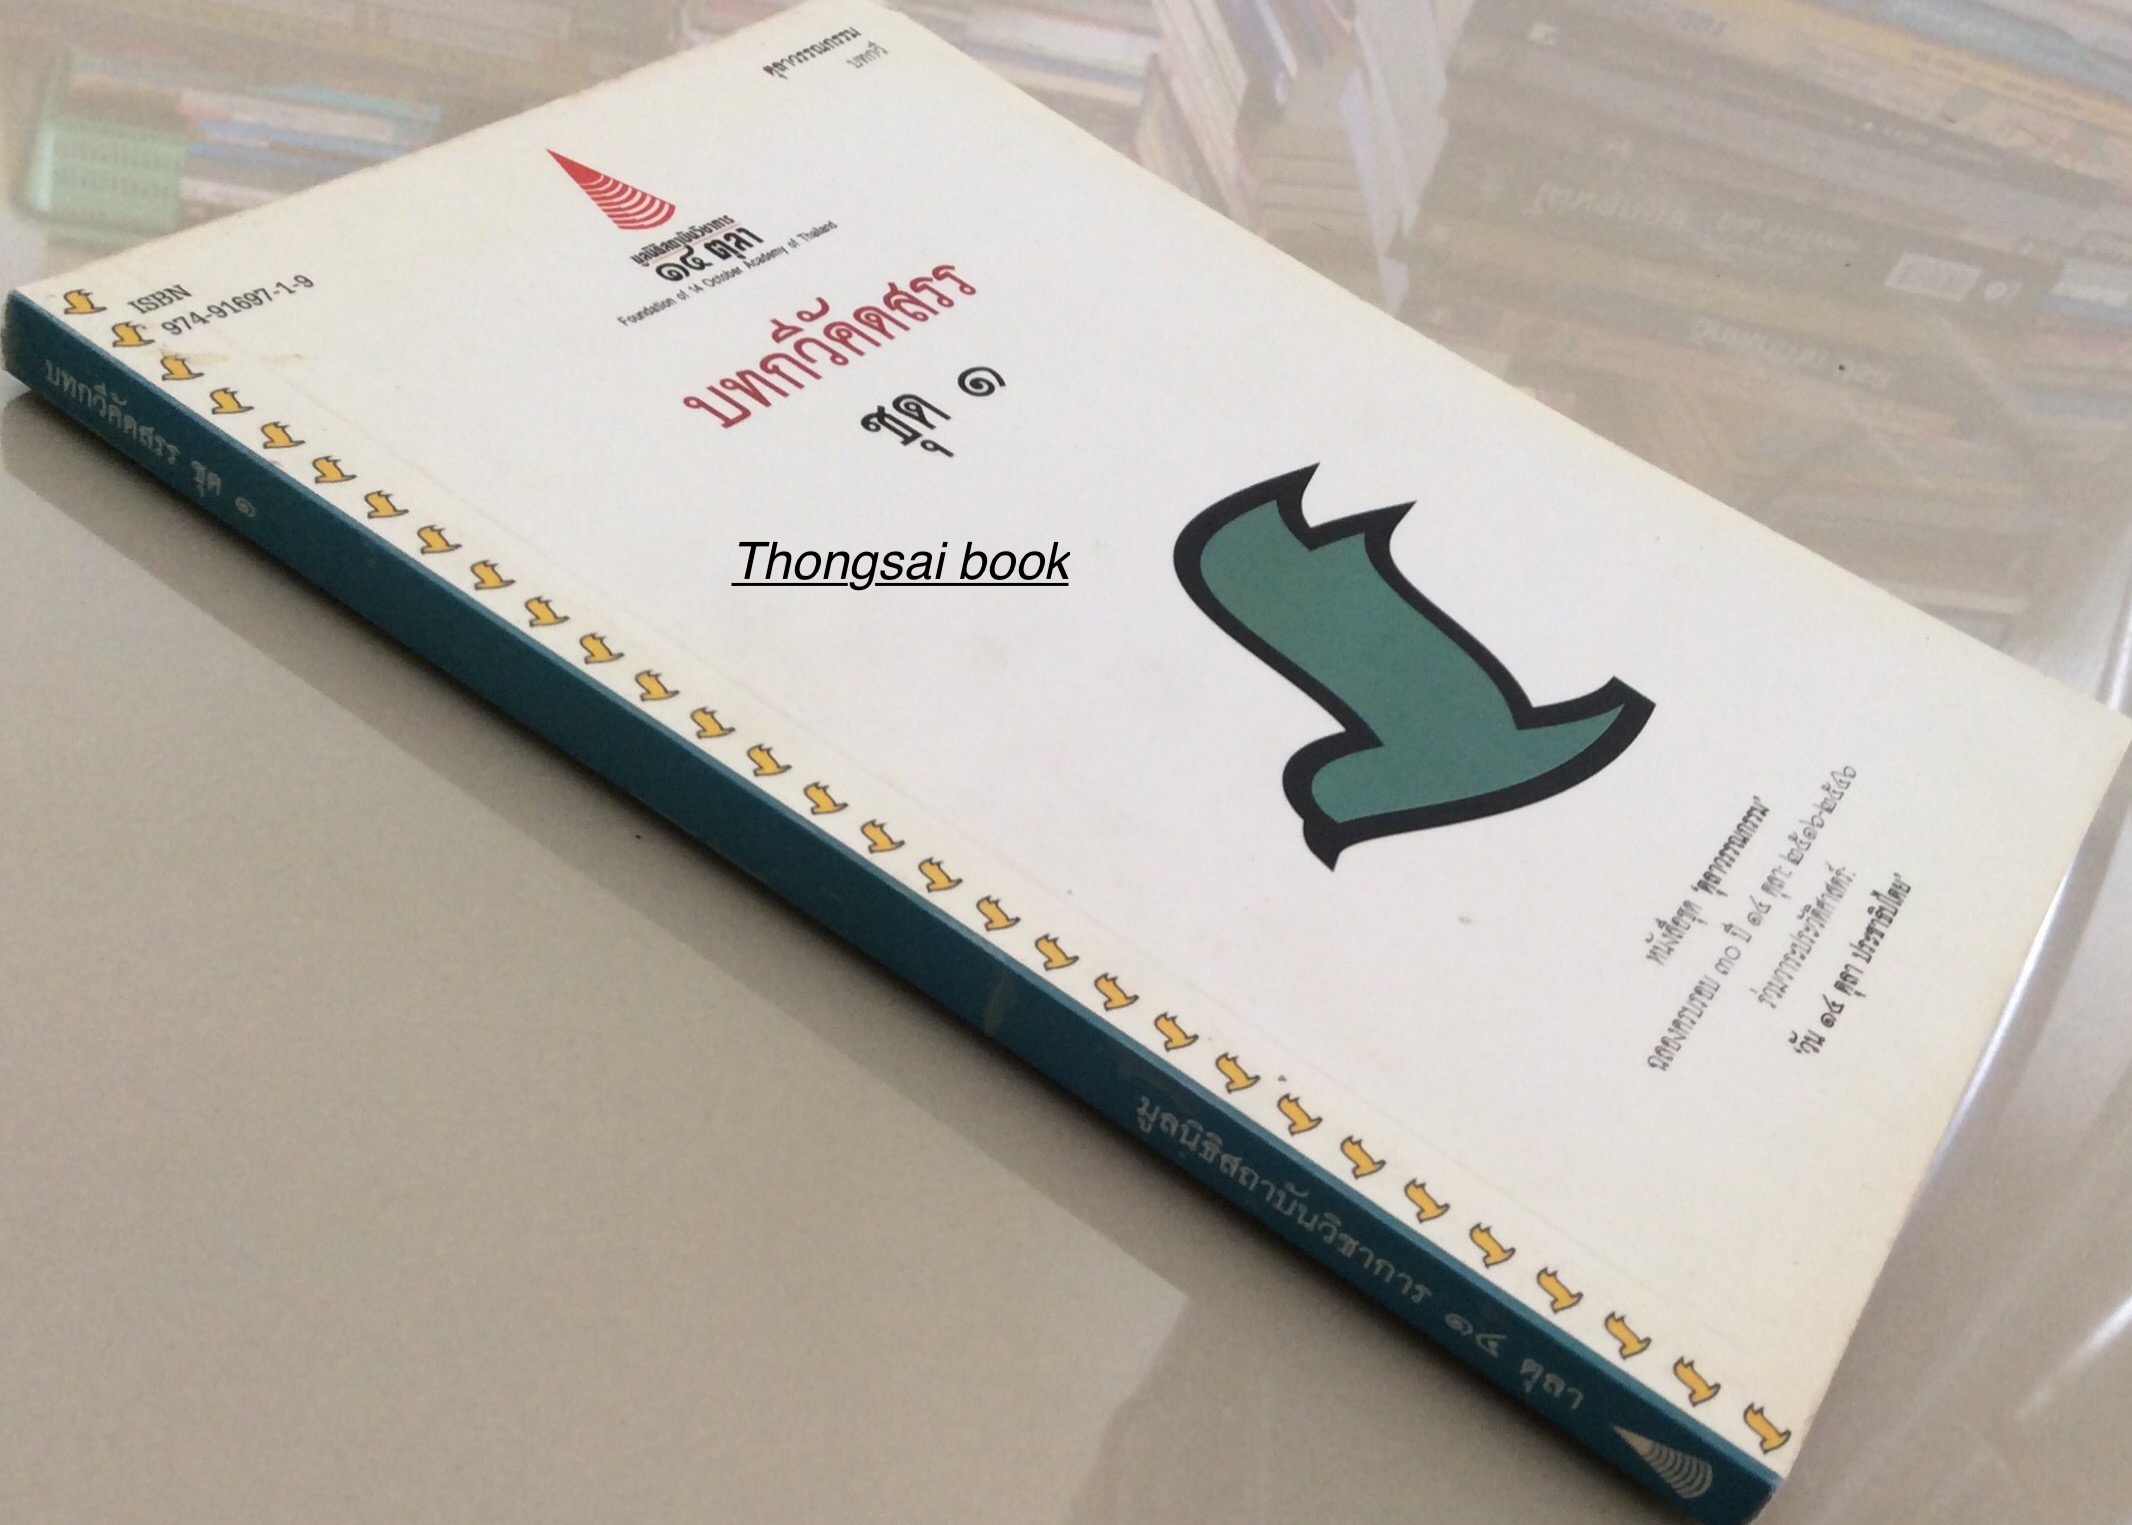 ตุลาวรรณกรรม
บทกวี
มูลนิธิสถาบันวิชาการ
๑๔ ตุลา
Foundation of 14 October Academy of Thailand
ISBN
974-91697-1-9
บทกวีคัดสรร
ชุด ๑
Thongsai book
หนังสือชุด 'ตุลาวรรณกรรม'
ฉลองครบรอบ ๓๐ ปี ๑๔ ตุลา: ๒๕๑๖-๒๕๔๖
ร่วมวาระประวัติศาสตร์:
'วัน ๑๔ ตุลา ประชาธิปไตย'
บทกวีคัดสรร ชุด ๑
มูลนิธิสถาบันวิชาการ ๑๔ ตุลา